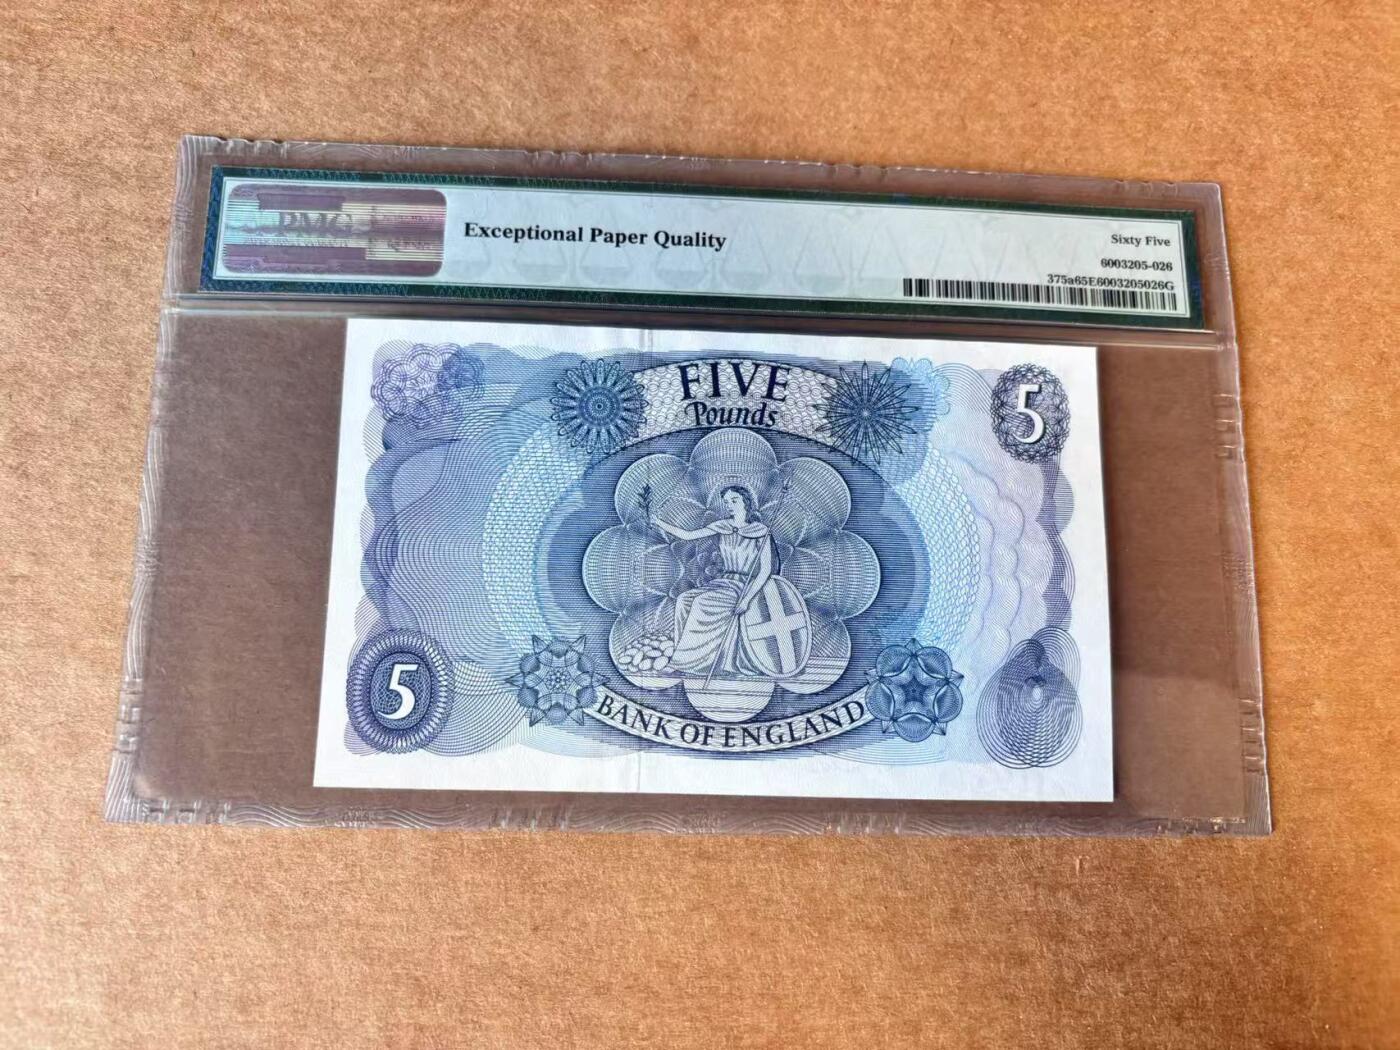 PMG
Exceptional Paper Quality
Sixty Five
6003205-026
375a65E6003205026G
FIVE
Pounds
5
5
BANK OF ENGLAND